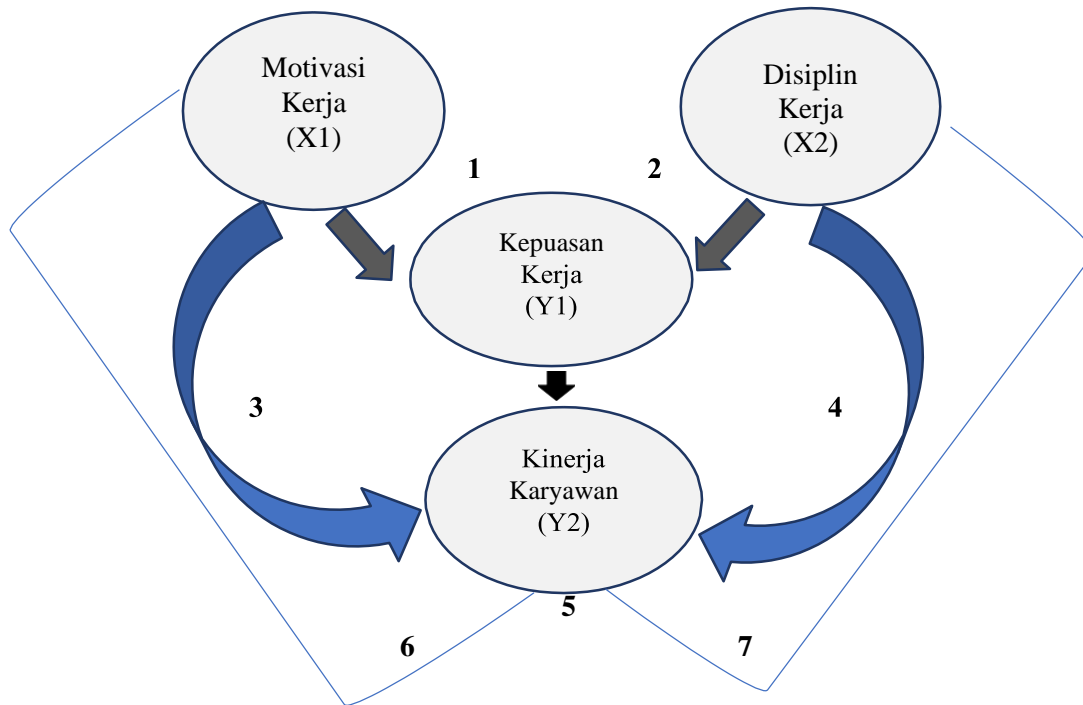 Motivasi
Kerja
(X1)
Disiplin
Kerja
(X2)
1
2
Kepuasan
Kerja
(Y1)
3
4
Kinerja
Karyawan
(Y2)
5
6
7